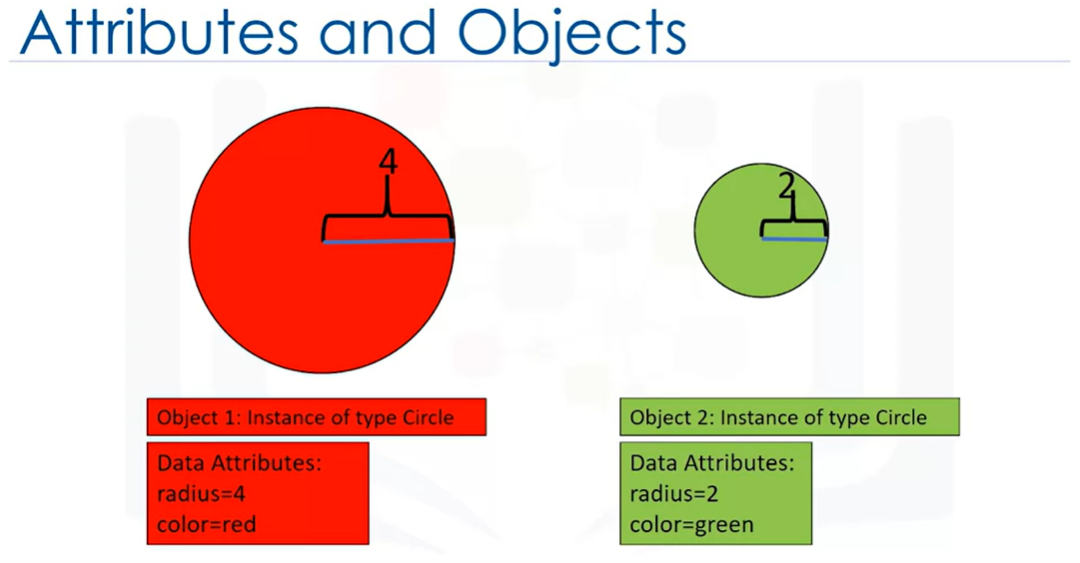 Attributes and Objects
4
2
Object 1: Instance of type Circle
Data Attributes:
radius=4
color=red
Object 2: Instance of type Circle
Data Attributes:
radius=2
color=green